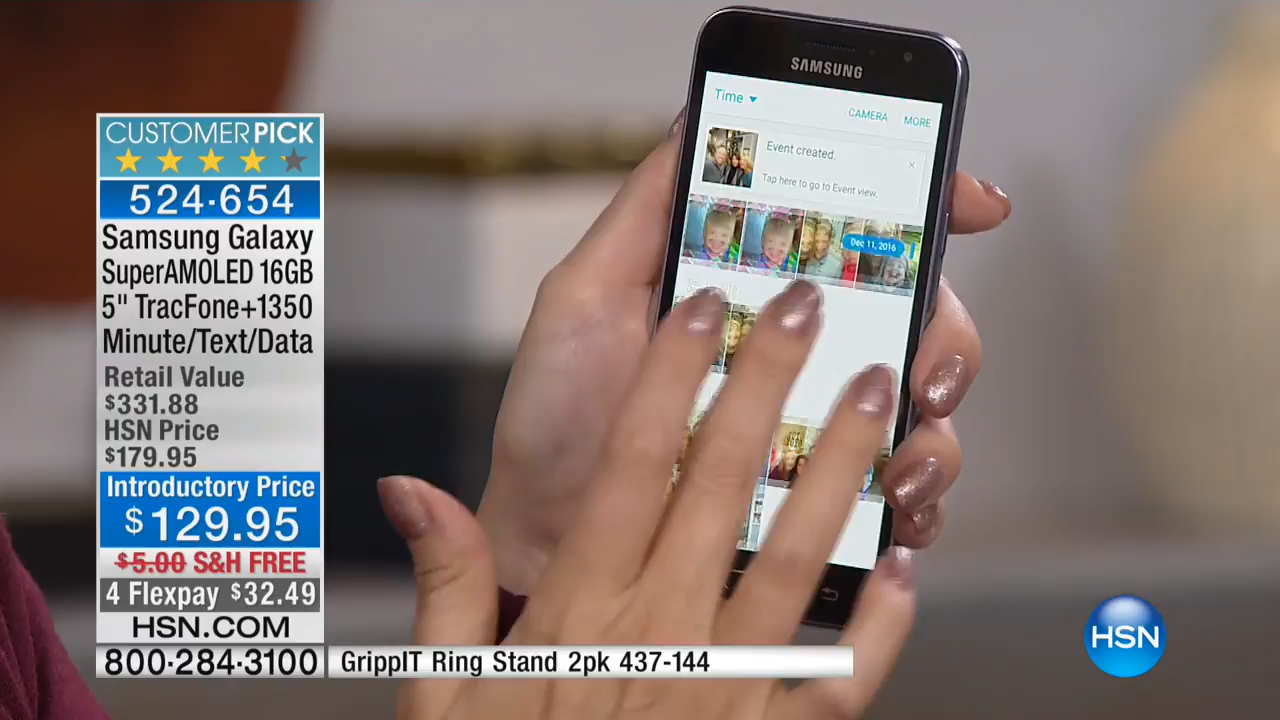 CUSTOMERPICK
524-654
Samsung Galaxy
SuperAMOLED 16GB
5" TracFone+1350
Minute/Text/Data
Retail Value
$331.88
HSN Price
$179.95
Introductory Price
$129.95
$5.00 S&H FREE
4 Flexpay $32.49
HSN.COM
800-284-3100
GrippIT Ring Stand 2pk 437-144
SAMSUNG
Time
CAMERA MORE
Event created.
Tap here to go to Event view.
Dec 11, 2016
HSN